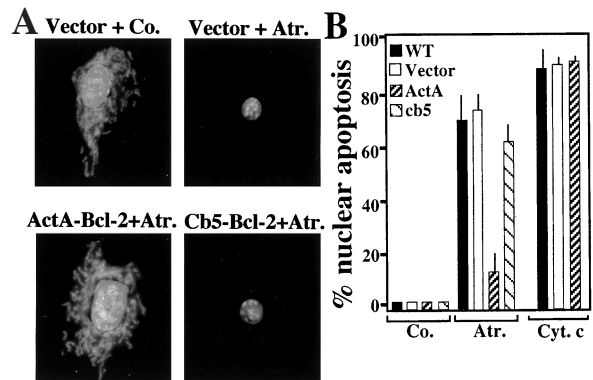 A
Vector + Co.
Vector + Atr.
ActA-Bcl-2+Atr.
Cb5-Bcl-2+Atr.
B
% nuclear apoptosis
100
80
60
40
20
0
WT
Vector
ActA
cb5
Co.
Atr.
Cyt. c